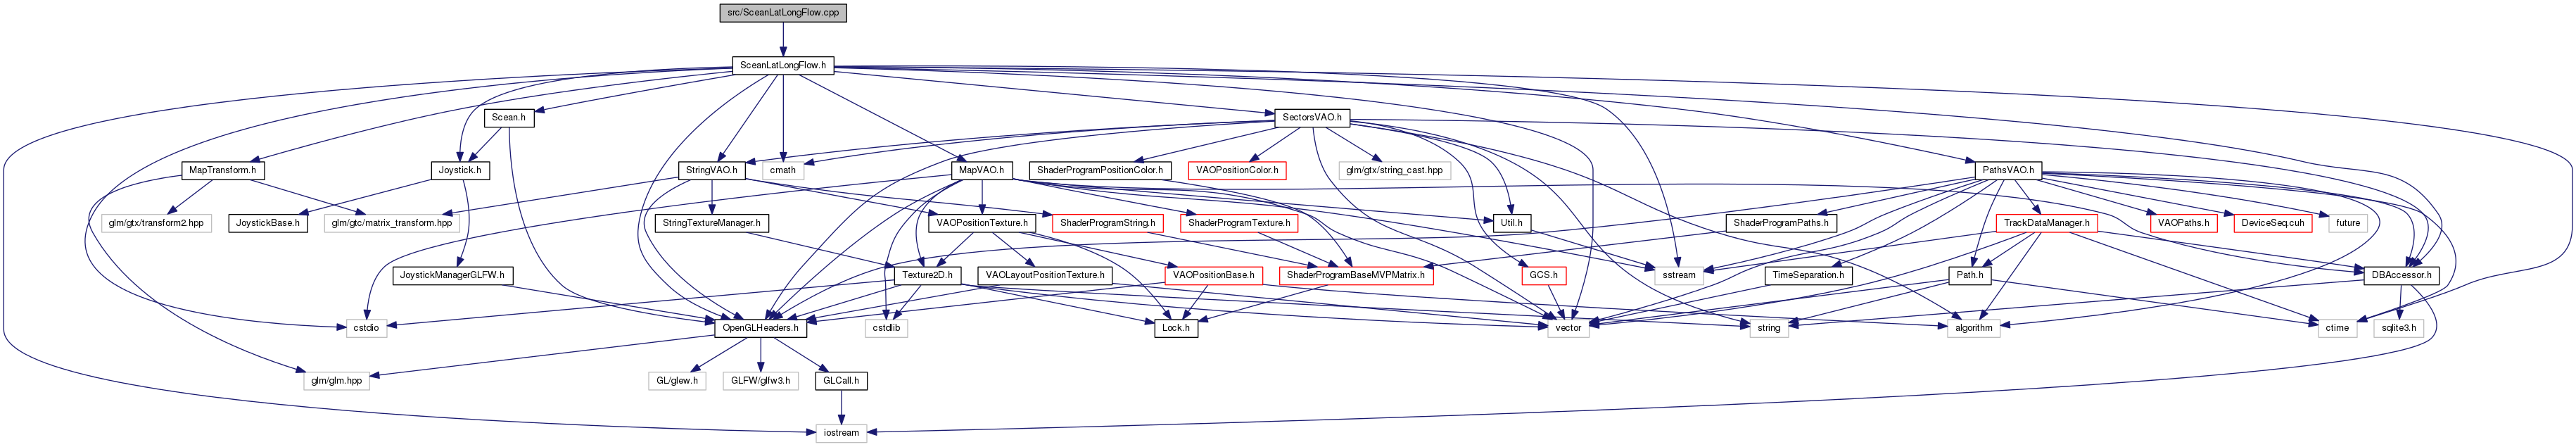 src/SceanLatLongFlow.cpp
SceanLatLongFlow.h
Scean.h
SectorsVAO.h
MapTransform.h
Joystick.h
StringVAO.h
cmath
MapVAO.h
ShaderProgramPositionColor.h
VAOPositionColor.h
glm/gtx/string_cast.hpp
PathsVAO.h
glm/gtx/transform2.hpp
JoystickBase.h
glm/gtc/matrix_transform.hpp
StringTextureManager.h
VAOPositionTexture.h
ShaderProgramString.h
ShaderProgramTexture.h
Util.h
ShaderProgramPaths.h
TrackDataManager.h
VAOPaths.h
DeviceSeq.cuh
future
JoystickManagerGLFW.h
Texture2D.h
VAOLayoutPositionTexture.h
VAOPositionBase.h
ShaderProgramBaseMVPMatrix.h
GCS.h
sstream
TimeSeparation.h
Path.h
DBAccessor.h
cstdio
OpenGLHeaders.h
cstdlib
Lock.h
vector
string
algorithm
ctime
sqlite3.h
glm/glm.hpp
GL/glew.h
GLFW/glfw3.h
GLCall.h
iostream